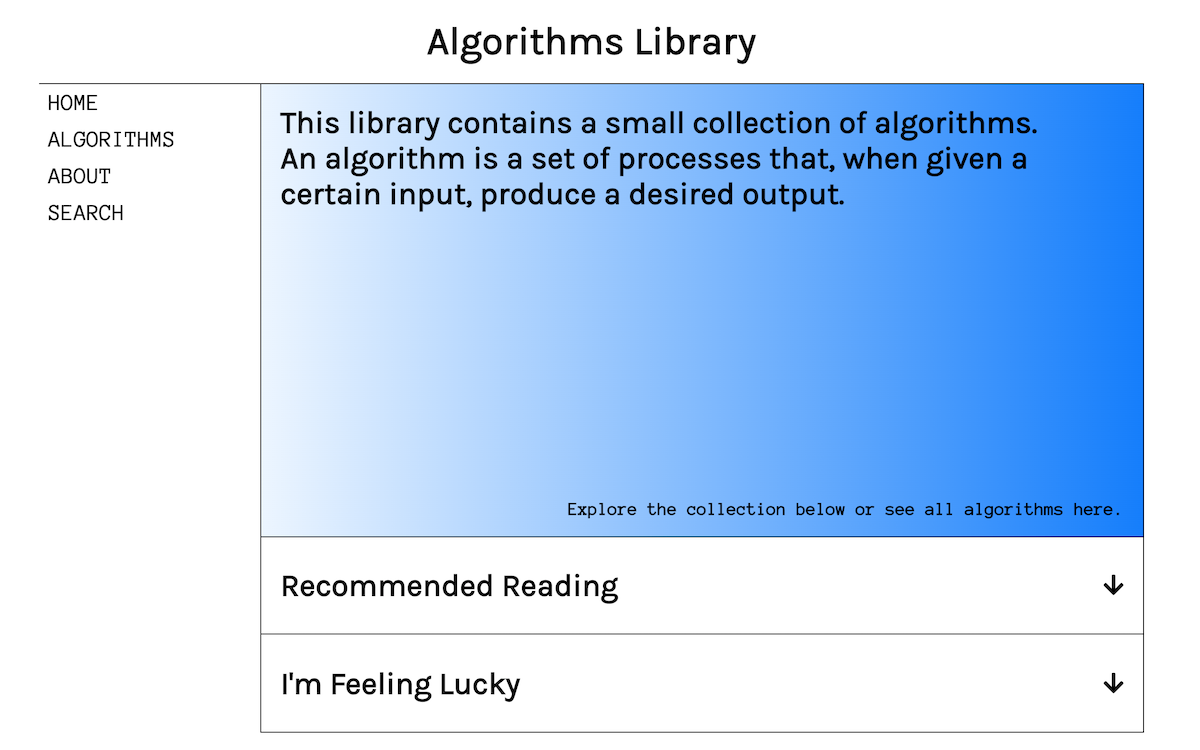 Algorithms Library
HOME
ALGORITHMS
ABOUT
SEARCH
This library contains a small collection of algorithms.
An algorithm is a set of processes that, when given a
certain input, produce a desired output.
Explore the collection below or see all algorithms here.
Recommended Reading
I'm Feeling Lucky